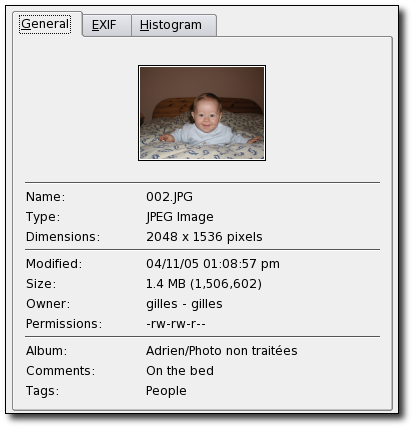 General EXIF Histogram
Name: 002.JPG
Type: JPEG Image
Dimensions: 2048 x 1536 pixels
Modified: 04/11/05 01:08:57 pm
Size: 1.4 MB (1,506,602)
Owner: gilles - gilles
Permissions: -rw-rw-r--
Album: Adrien/Photo non traitées
Comments: On the bed
Tags: People